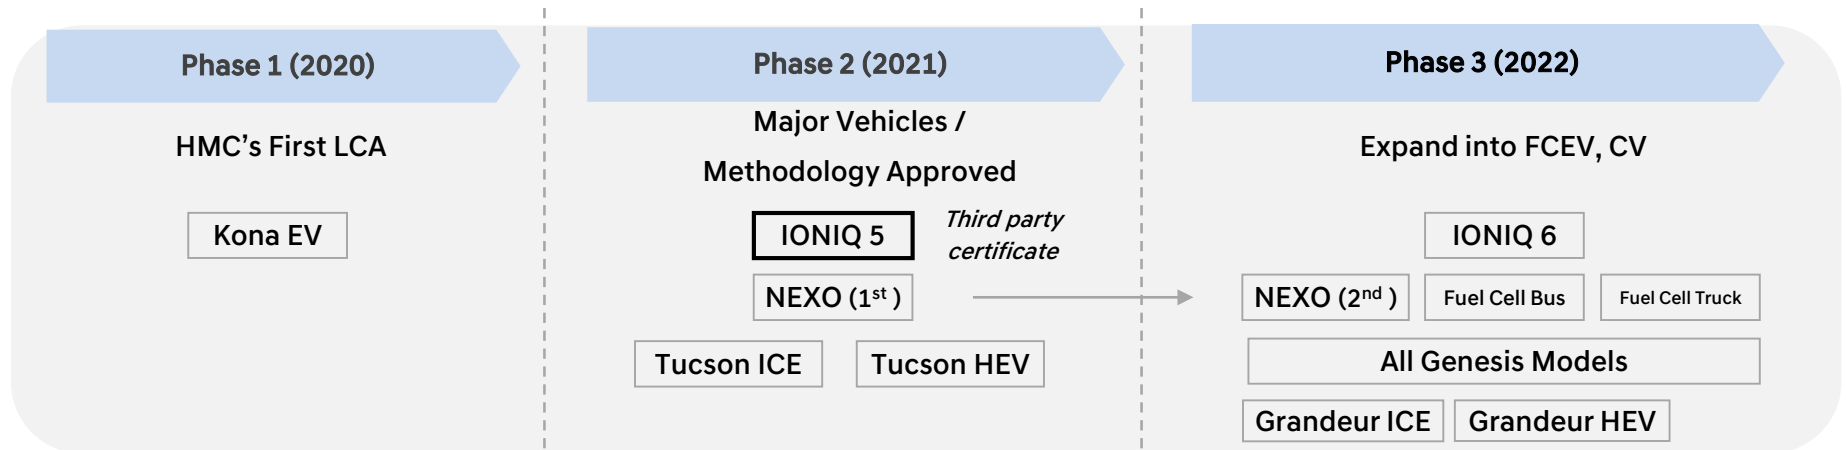 Phase 1 (2020)
HMC's First LCA
Kona EV
Phase 2 (2021)
Major Vehicles /
Methodology Approved
IONIQ 5
Third party
certificate
NEXO (1st )
Tucson ICE
Tucson HEV
Phase 3 (2022)
Expand into FCEV, CV
IONIQ 6
NEXO (2nd )
Fuel Cell Bus
Fuel Cell Truck
All Genesis Models
Grandeur ICE
Grandeur HEV